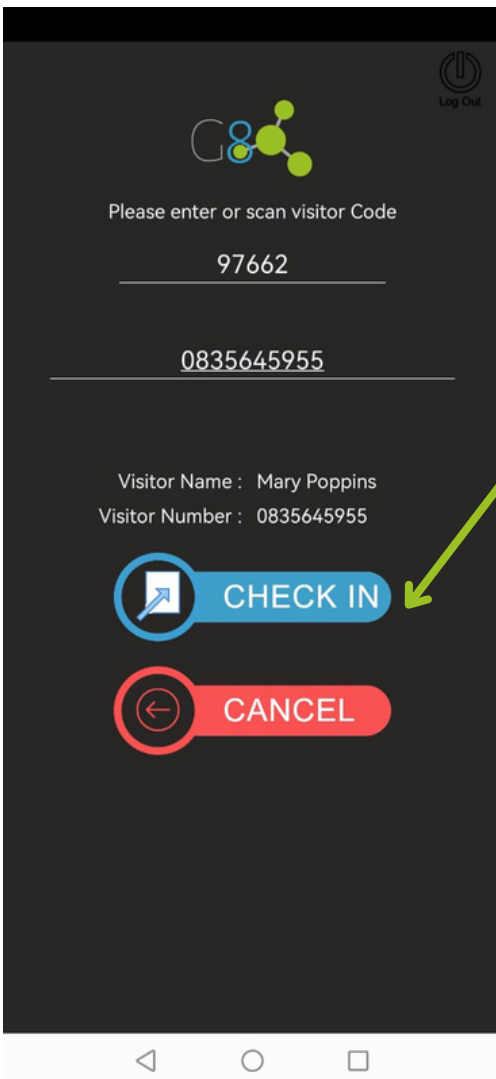 Log Out
G8
Please enter or scan visitor Code
97662
0835645955
Visitor Name : Mary Poppins
Visitor Number : 0835645955
CHECK IN
CANCEL